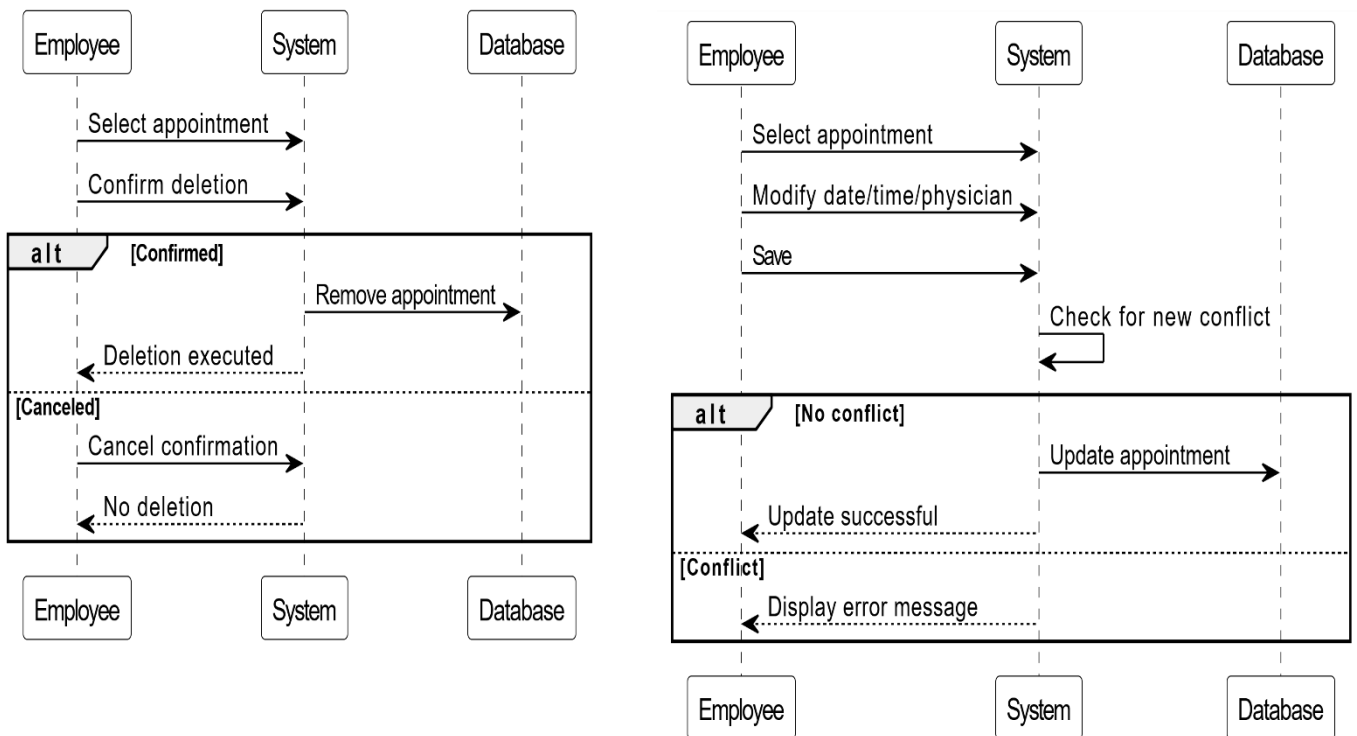 Employee
System
Database
Select appointment
Confirm deletion
alt
[Confirmed]
Remove appointment
Deletion executed
[Canceled]
Cancel confirmation
No deletion
Employee
System
Database
Employee
System
Database
Select appointment
Modify date/time/physician
Save
Check for new conflict
alt
[No conflict]
Update appointment
Update successful
[Conflict]
Display error message
Employee
System
Database